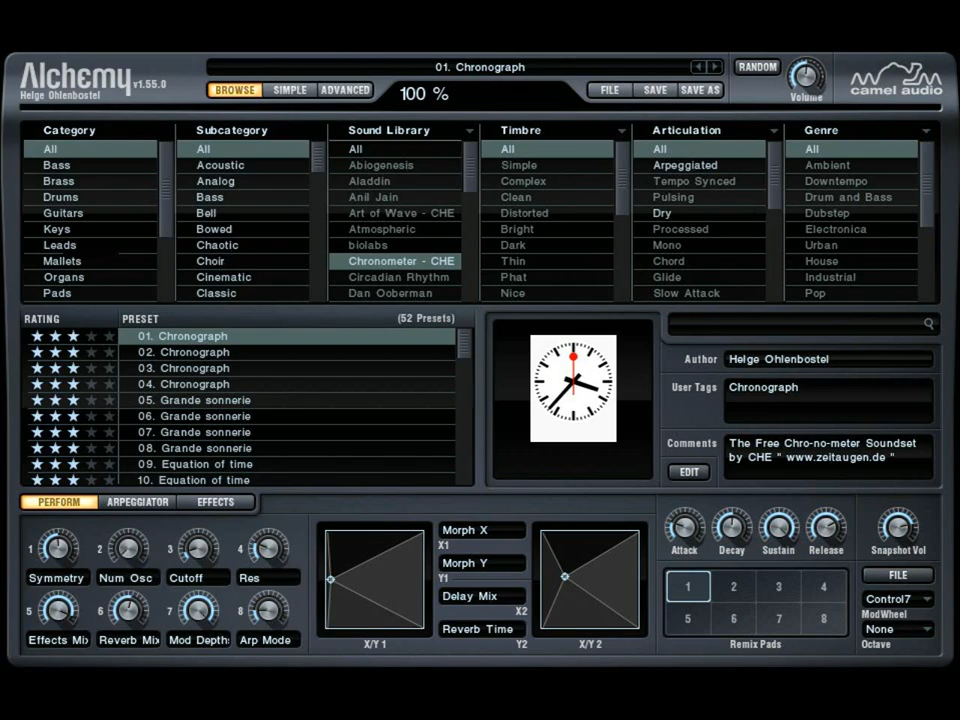 Alchemy v1.55.0
Helge Ohlenbostel
01. Chronograph
BROWSE SIMPLE ADVANCED
100 %
FILE SAVE SAVE AS
RANDOM
Volume
camel audio
Category Subcategory Sound Library Timbre Articulation Genre
All All All All All All
Bass Acoustic Abiogenesis Simple Arpeggiated Ambient
Brass Analog Aladdin Complex Tempo Synced Downtempo
Drums Bass Anil Jain Clean Pulsing Drum and Bass
Guitars Bell Art of Wave - CHE Distorted Dry Dubstep
Keys Bowed Atmospheric Bright Processed Electronica
Leads Chaotic biolabs Dark Mono Urban
Mallets Choir Chronometer - CHE Thin Chord House
Organs Cinematic Circadian Rhythm Phat Glide Industrial
Pads Classic Dan Ooberman Nice Slow Attack Pop
RATING PRESET (52 Presets)
01. Chronograph
02. Chronograph
03. Chronograph
04. Chronograph
05. Grande sonnerie
06. Grande sonnerie
07. Grande sonnerie
08. Grande sonnerie
09. Equation of time
10. Equation of time
Author Helge Ohlenbostel
User Tags Chronograph
Comments The Free Chro-no-meter Soundset
by CHE " www.zeitaugen.de "
EDIT
PERFORM ARPEGGIATOR EFFECTS
1 2 3 4
Symmetry Num Osc Cutoff Res
5 6 7 8
Effects Mix Reverb Mix Mod Depth: Arp Mode
X/Y 1
Morph X
X1
Morph Y
Y1
Delay Mix
X2
Reverb Time
Y2
X/Y 2
Attack Decay Sustain Release
1 2 3 4
5 6 7 8
Remix Pads
Snapshot Vol
FILE
Control7
ModWheel
None
Octave